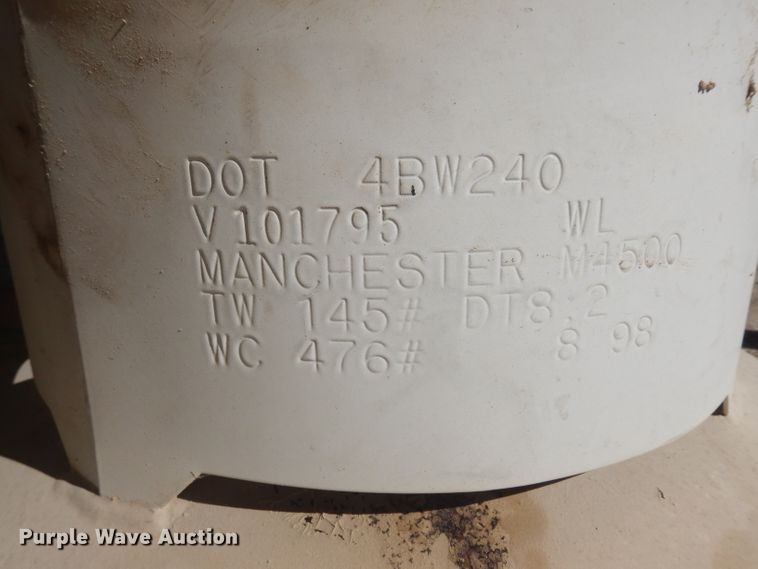 DOT 4BW240
V101795 WL
MANCHESTER M4500
TW 145# DT8.2
WC 476# 8 98
Purple Wave Auction